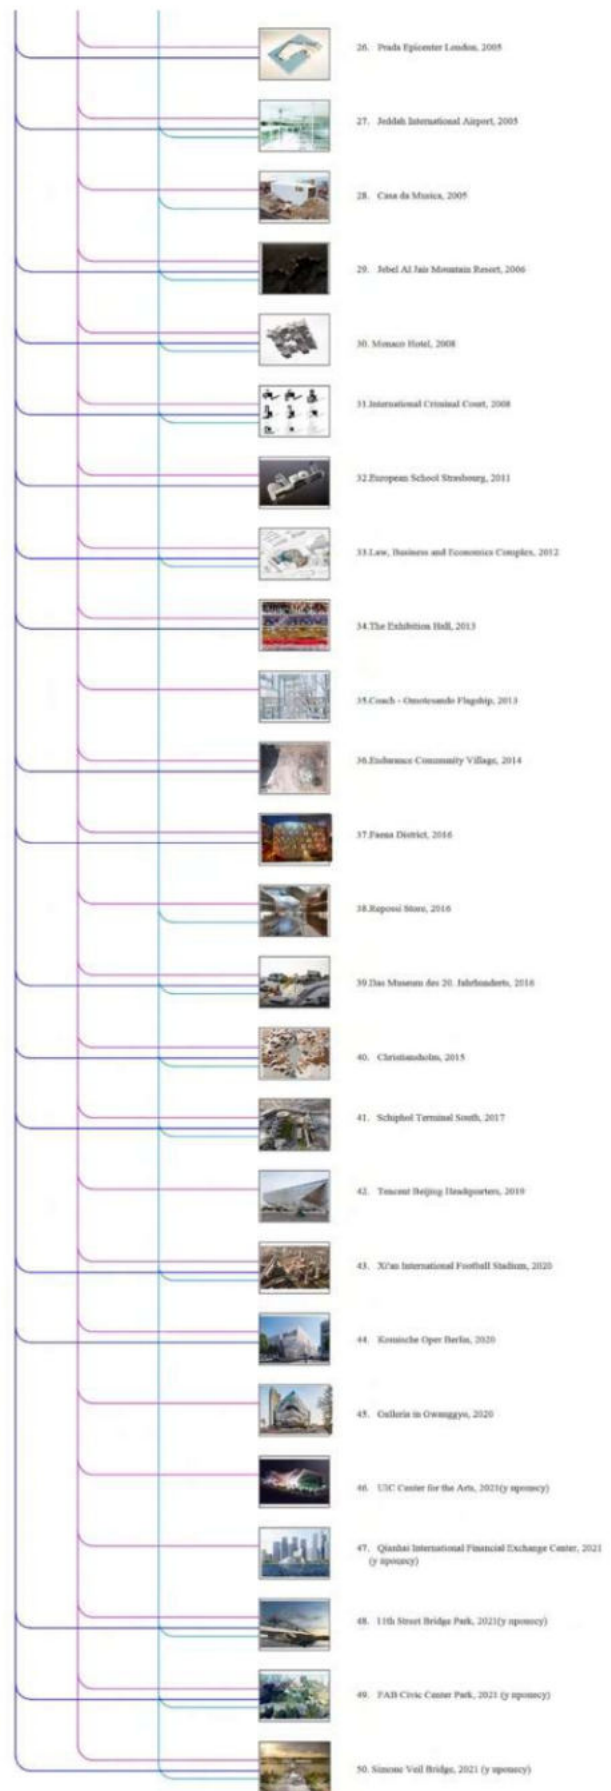 26. Prada Epicenter London, 2005
27. Jeddah International Airport, 2005
28. Casa da Musica, 2005
29. Jebel Al Jais Mountain Resort, 2006
30. Monaco Hotel, 2008
31.International Criminal Court, 2008
32.European School Strasbourg, 2011
33.Law, Business and Economics Complex, 2012
34.The Exhibition Hall, 2013
35.Coach - Omotesando Flagship, 2013
36.Endurance Community Village, 2014
37.Faena District, 2016
38.Repossi Store, 2016
39.Das Museum des 20. Jahrhunderts, 2016
40. Christiansholm, 2015
41. Schiphol Terminal South, 2017
42. Tencent Beijing Headquarters, 2019
43. Xi'an International Football Stadium, 2020
44. Komische Oper Berlin, 2020
45. Galleria in Gwanggyo, 2020
46. UIC Center for the Arts, 2021(у процесу)
47. Qianhai International Financial Exchange Center, 2021
(у процесу)
48. 11th Street Bridge Park, 2021(у процесу)
49. PAB Civic Center Park, 2021 (у процесу)
50. Simone Veil Bridge, 2021 (у процесу)